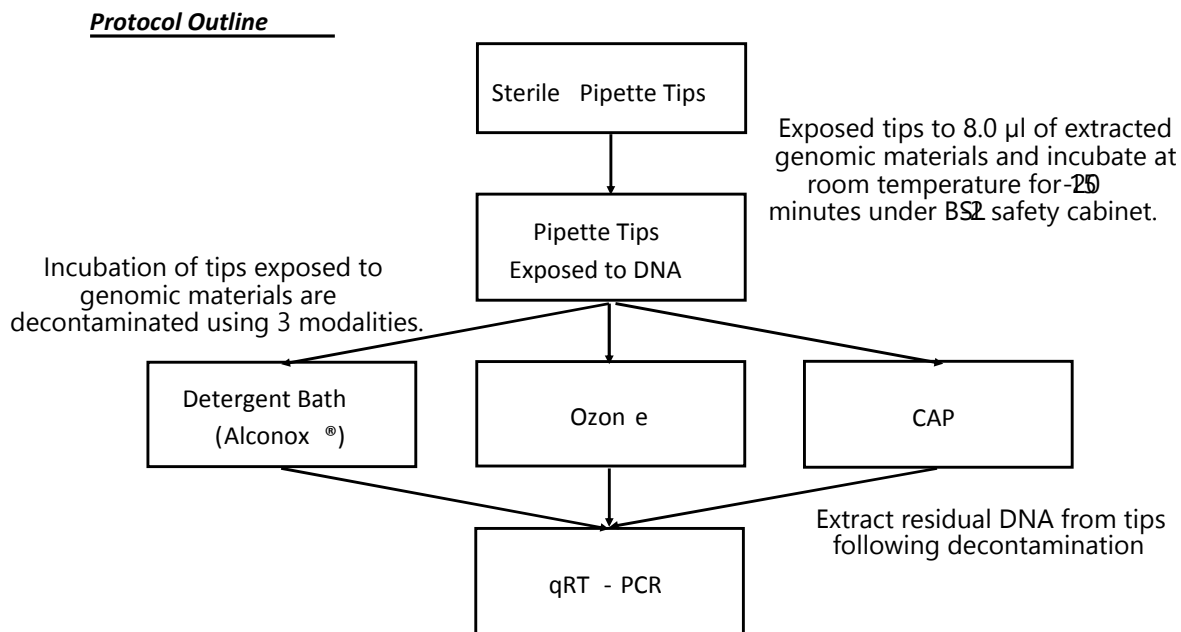 Protocol Outline
Sterile Pipette Tips
Exposed tips to 8.0 µl of extracted
genomic materials and incubate at
room temperature for
minutes under safety cabinet.
Pipette Tips
Exposed to DNA
Incubation of tips exposed to
genomic materials are
decontaminated using 3 modalities.
Detergent Bath
(Alconox ®)
Ozon e
CAP
Extract residual DNA from tips
following decontamination
qRT - PCR